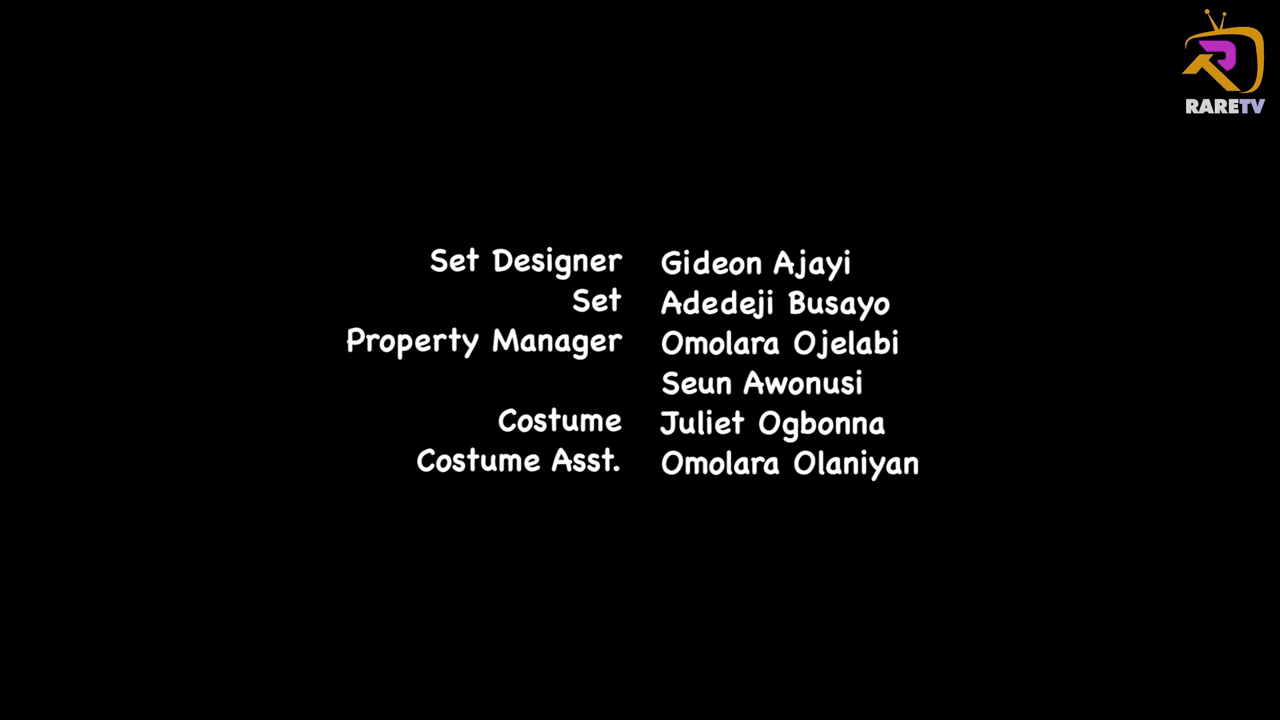 RARETV
Set Designer Gideon Ajayi
Set Adedeji Busayo
Property Manager Omolara Ojelabi
Seun Awonusi
Costume Juliet Ogbonna
Costume Asst. Omolara Olaniyan